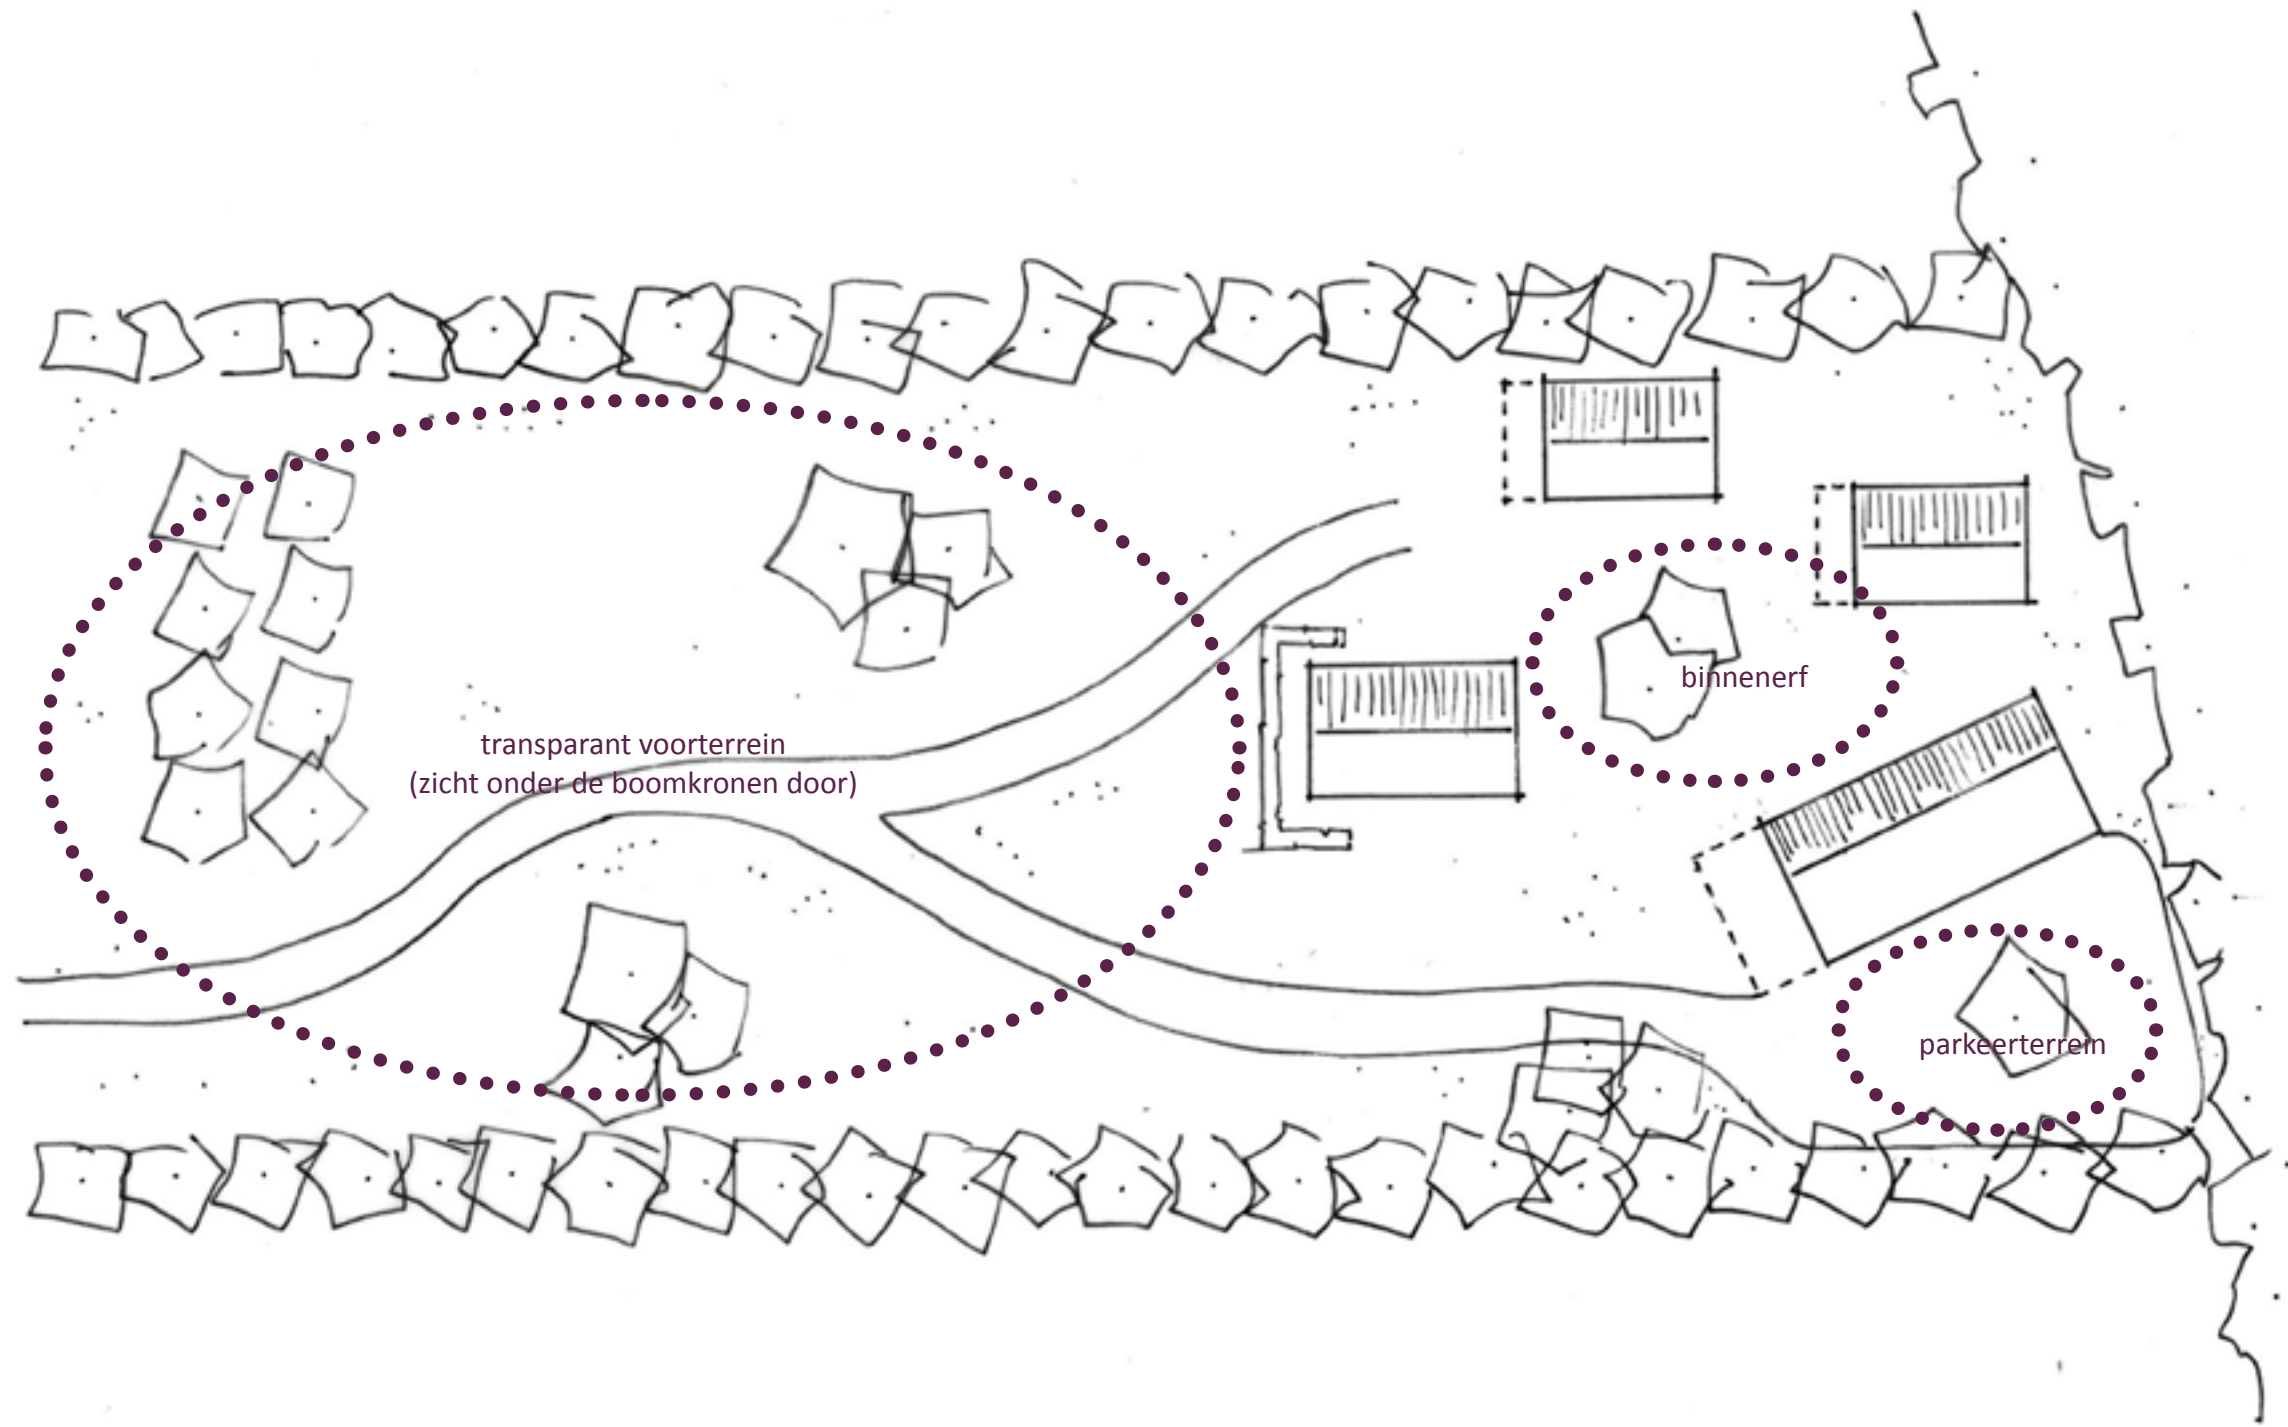 transparant voorterrein
(zicht onder de boomkronen door)
binnenerf
parkeerterrein